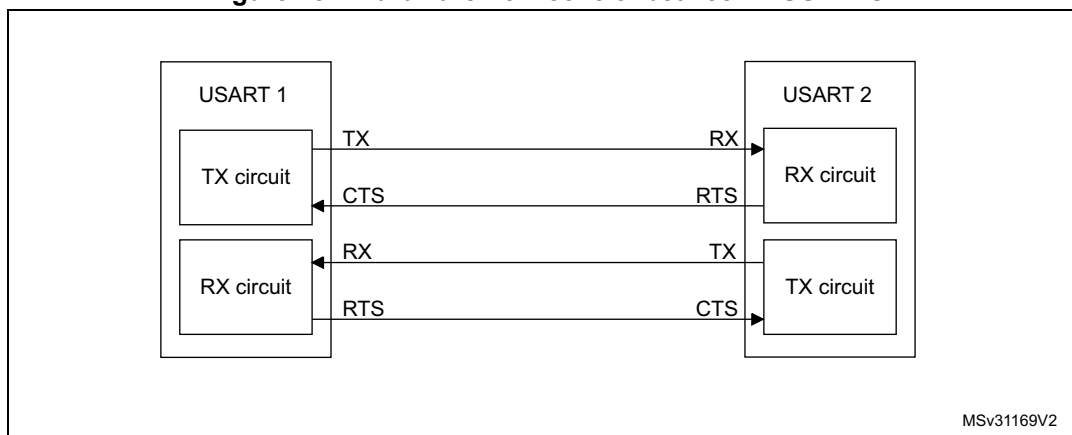 USART 1
USART 2
TX circuit
TX
RX
RX circuit
CTS
RTS
RX circuit
RX
TX
TX circuit
RTS
CTS
MSv31169V2